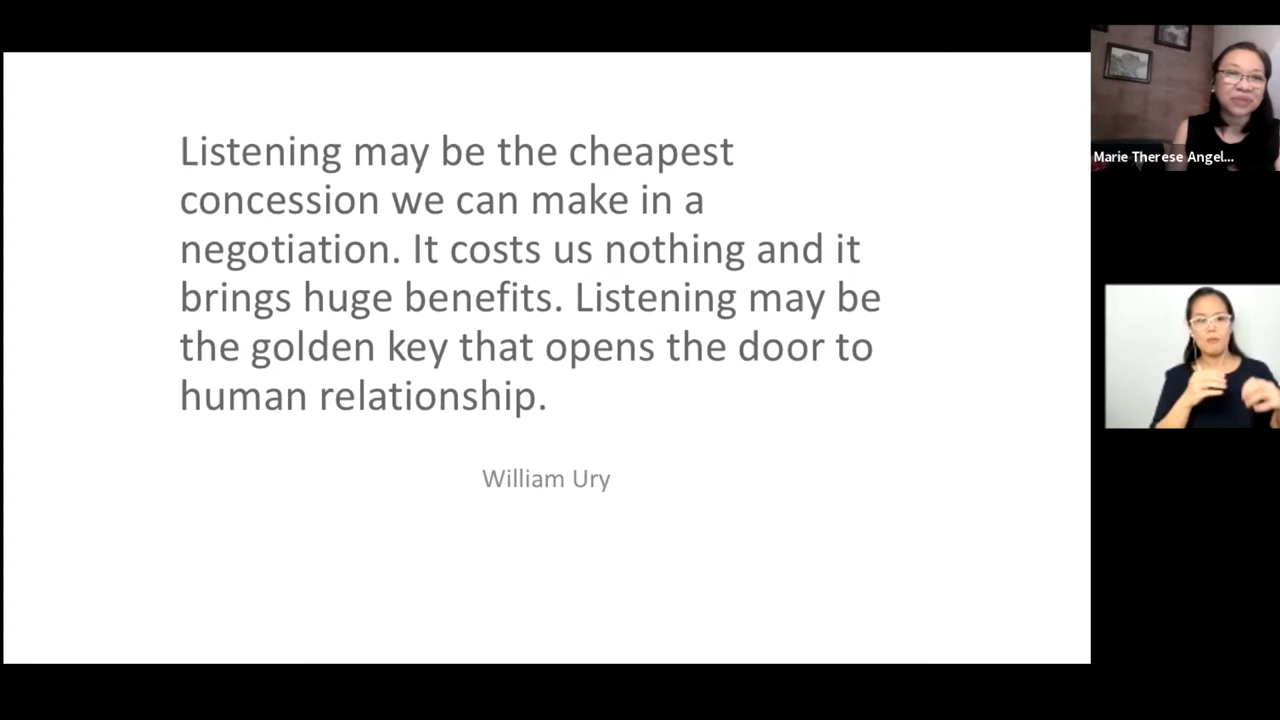 Listening may be the cheapest
concession we can make in a
negotiation. It costs us nothing and it
brings huge benefits. Listening may be
the golden key that opens the door to
human relationship.
William Ury
Marie Therese Angel...